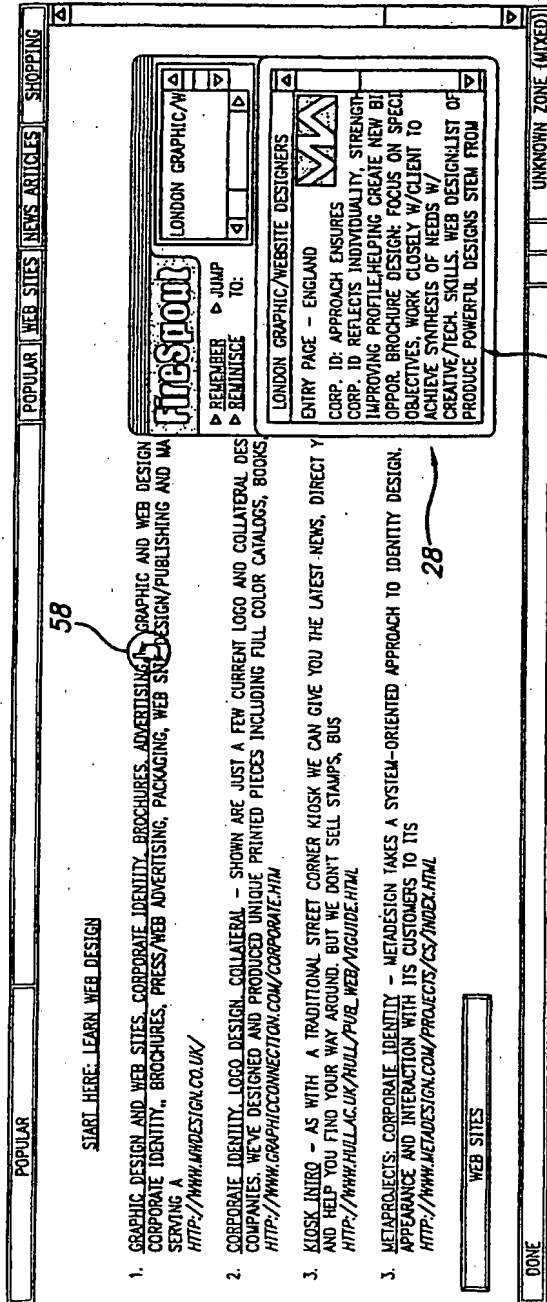 POPULAR
POPULAR WEB SITES NEWS ARTICLES SHOPPING
START HERE: LEARN WEB DESIGN
58
1. GRAPHIC DESIGN AND WEB SITES, CORPORATE IDENTITY, BROCHURES, ADVERTISING, GRAPHIC AND WEB DESIGN
CORPORATE IDENTITY., BROCHURES, PRESS/WEB ADVERTISING, PACKAGING, WEB SITE DESIGN/PUBLISHING AND MA
SERVING A
HTTP://WWW.MWDESIGN.CO.UK/
2. CORPORATE IDENTITY, LOGO DESIGN, COLLATERAL - SHOWN ARE JUST A FEW CURRENT LOGO AND COLLATERAL DES
COMPANIES. WE'VE DESIGNED AND PRODUCED UNIQUE PRINTED PIECES INCLUDING FULL COLOR CATALOGS, BOOKS,
HTTP://WWW.GRAPHICCONNECTION.COM/CORPORATE.HTM
3. KIOSK INTRO - AS WITH A TRADITIONAL STREET CORNER KIOSK WE CAN GIVE YOU THE LATEST NEWS, DIRECT Y
AND HELP YOU FIND YOUR WAY AROUND. BUT WE DONT SELL STAMPS, BUS
HTTP://WWW.HULL.AC.UK/HULL/PUB_WEB/VIGUIDE.HTML
3. METAPROJECTS: CORPORATE IDENTITY - METADESIGN TAKES A SYSTEM-ORIENTED APPROACH TO IDENTITY DESIGN.
APPEARANCE AND INTERACTION WITH ITS CUSTOMERS TO ITS
HTTP://WWW.METADESIGN.COM/PROJECTS/CS/INDEX.HTML
FireSpout
REMEMBER JUMP
REMINISCE TO:
LONDON GRAPHIC/W
LONDON GRAPHIC/WEBSITE DESIGNERS
ENTRY PAGE - ENGLAND
CORP. ID: APPROACH ENSURES
CORP. ID REFLECTS INDIVIDUALITY, STRENGTH
IMPROVING PROFILE,HELPING CREATE NEW BI
OPPOR. BROCHURE DESIGN: FOCUS ON SPECI
OBJECTIVES, WORK CLOSELY W/CLIENT TO
ACHIEVE SYNTHESIS OF NEEDS W/
CREATIVE/TECH. SKILLS. WEB DESIGN:LIST OF
PRODUCE POWERFUL DESIGNS STEM FROM
28
WEB SITES
DONE
UNKNOWN ZONE (MIXED)